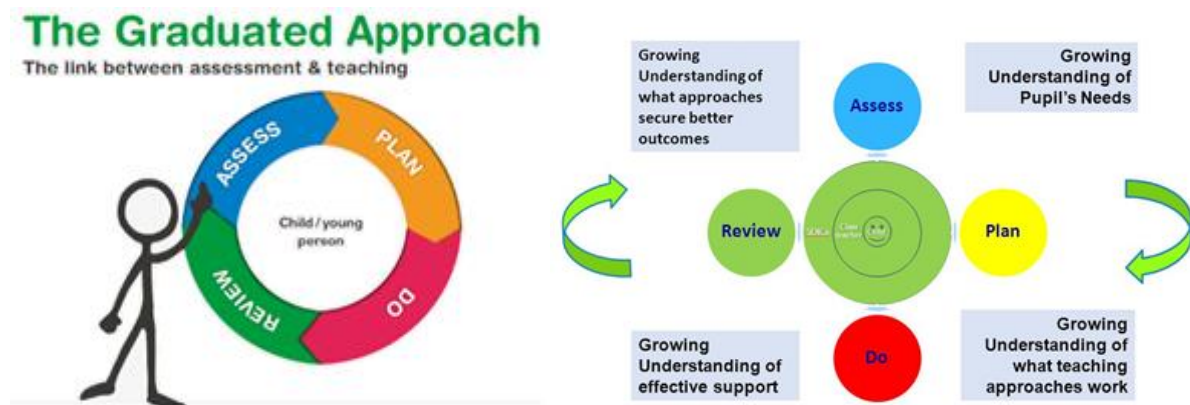 The Graduated Approach
The link between assessment & teaching
ASSESS
PLAN
Child / young
person
REVIEW
DO
Growing
Understanding of
what approaches
secure better
outcomes
Assess
Growing
Understanding of
Pupil's Needs
Review
Class
teacher
Plan
Growing
Understanding of
effective support
Do
Growing
Understanding of
what teaching
approaches work